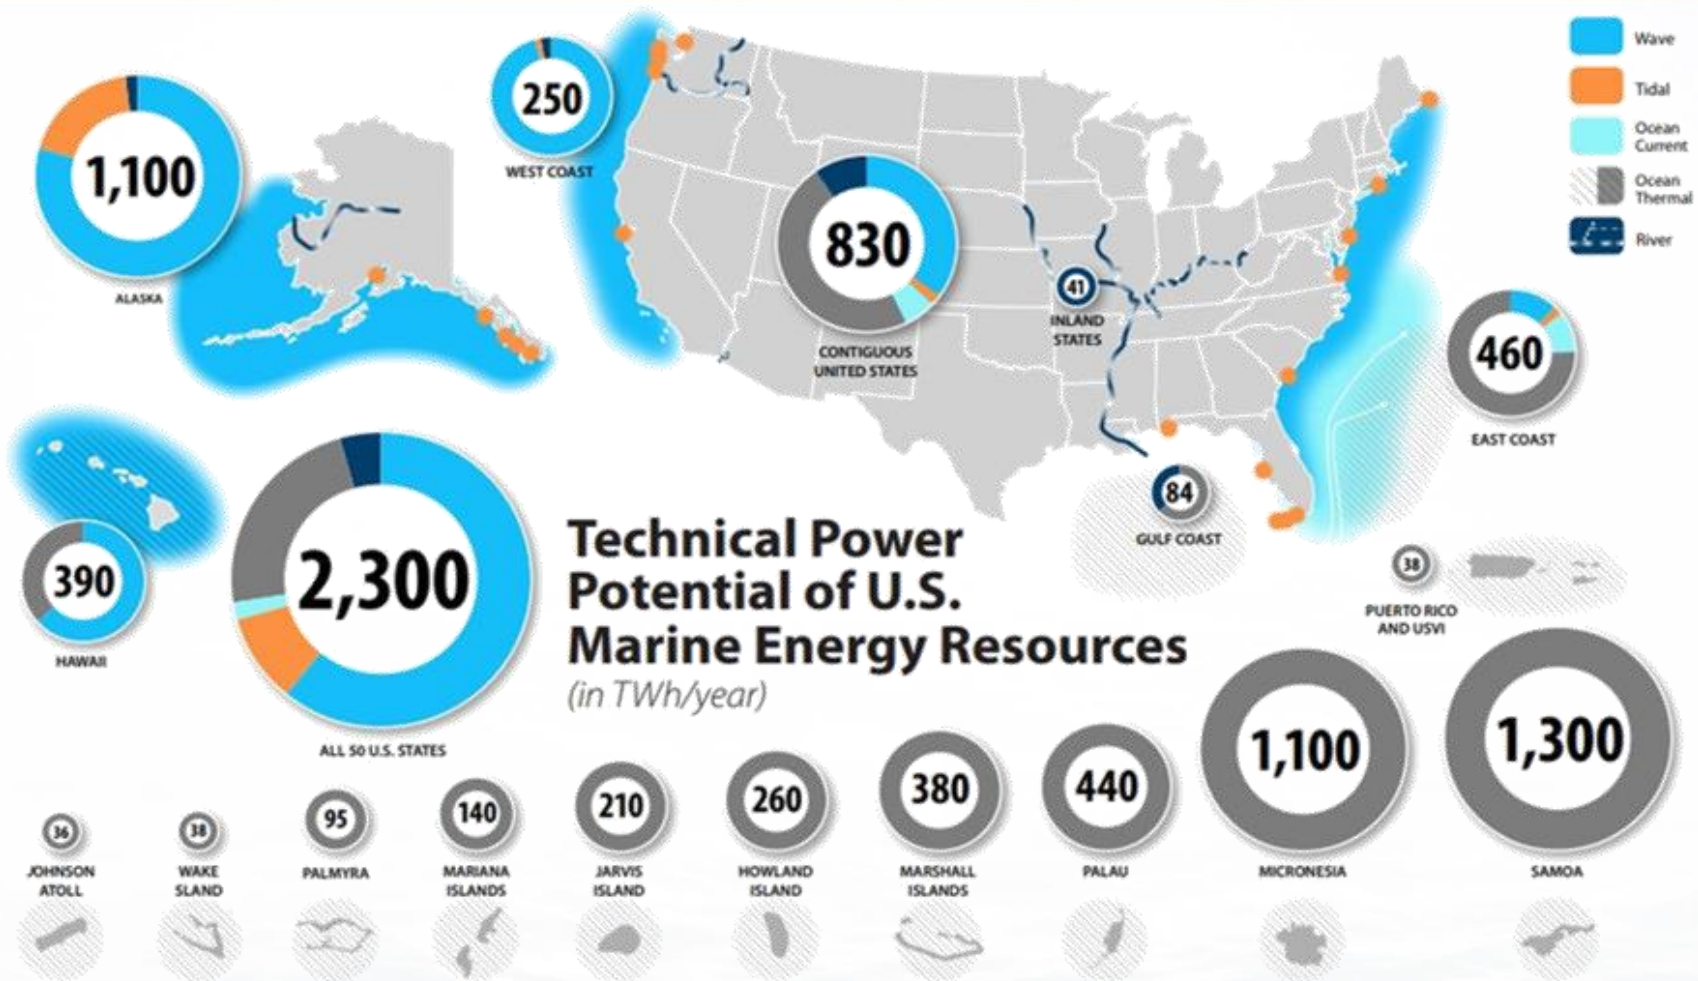 1,100
ALASKA
250
WEST COAST
830
CONTIGUOUS
UNITED STATES
41
INLAND
STATES
Wave
Tidal
Ocean
Current
Ocean
Thermal
River
460
EAST COAST
84
GULF COAST
38
PUERTO RICO
AND USVI
390
HAWAII
2,300
ALL 50 U.S. STATES
Technical Power
Potential of U.S.
Marine Energy Resources
(in TWh/year)
36
JOHNSON
ATOLL
38
WAKE
SLAND
95
PALMYRA
140
MARIANA
ISLANDS
210
JARVIS
ISLAND
260
HOWLAND
ISLAND
380
MARSHALL
ISLANDS
440
PALAU
1,100
MICRONESIA
1,300
SAMOA